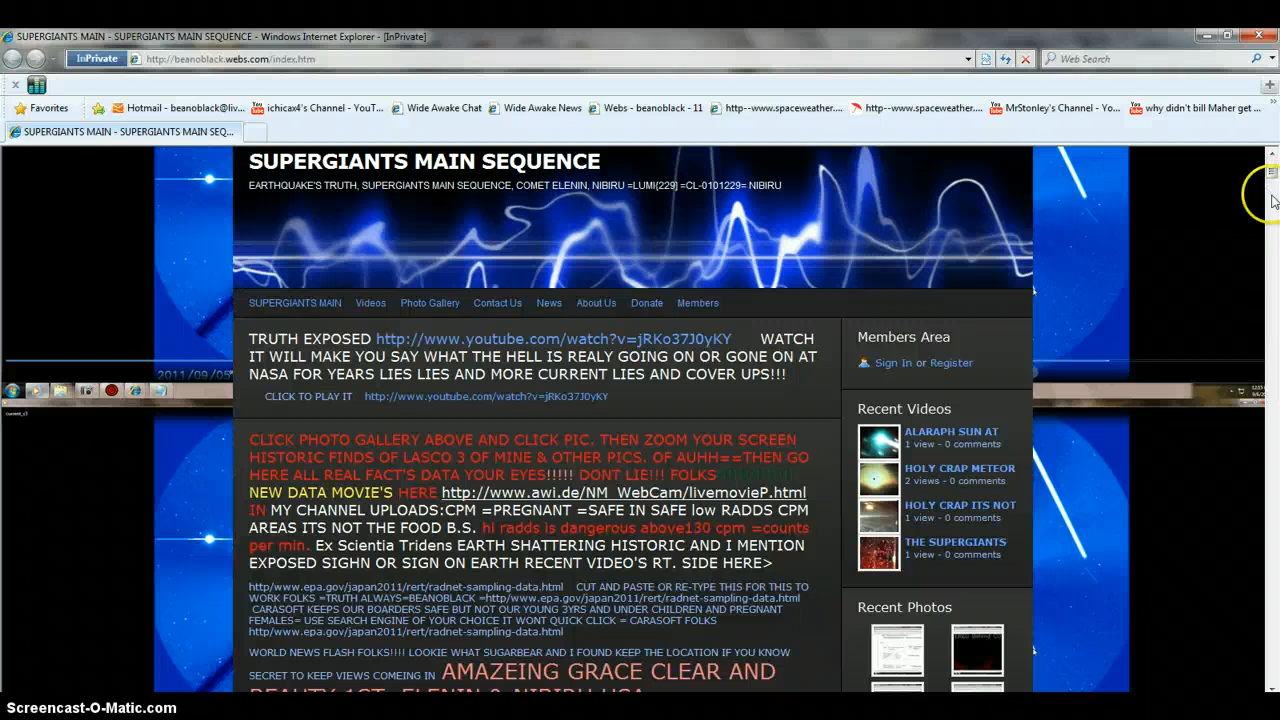 SUPERGIANTS MAIN - SUPERGIANTS MAIN SEQUENCE - Windows Internet Explorer - [InPrivate]
InPrivate http://beanoblack.webs.com/index.htm Web Search
Favorites Hotmail - beanoblack@liv... ichicax4's Channel - YouT... Wide Awake Chat Wide Awake News Webs - beanoblack - 11 http--www.spaceweather.... http--www.spaceweather.... MrStonley's Channel - Yo... why didn't bill Maher get ...
SUPERGIANTS MAIN - SUPERGIANTS MAIN SEQ...
SUPERGIANTS MAIN SEQUENCE
EARTHQUAKE'S TRUTH, SUPERGIANTS MAIN SEQUENCE, COMET ELENIN, NIBIRU =LUMI(229] =CL-0101229= NIBIRU
SUPERGIANTS MAIN Videos Photo Gallery Contact Us News About Us Donate Members
TRUTH EXPOSED http://www.youtube.com/watch?v=jRKo37J0yKY WATCH
IT WILL MAKE YOU SAY WHAT THE HELL IS REALY GOING ON OR GONE ON AT
NASA FOR YEARS LIES LIES AND MORE CURRENT LIES AND COVER UPS!!!
CLICK TO PLAY IT http://www.youtube.com/watch?v=jRKo37J0yKY
CLICK PHOTO GALLERY ABOVE AND CLICK PIC. THEN ZOOM YOUR SCREEN
HISTORIC FINDS OF LASCO 3 OF MINE & OTHER PICS. OF AUHH==THEN GO
HERE ALL REAL FACT'S DATA YOUR EYES!!!!! DONT LIE!!! FOLKS
NEW DATA MOVIE'S HERE http://www.awi.de/NM_WebCam/livemovieP.html
IN MY CHANNEL UPLOADS:CPM =PREGNANT =SAFE IN SAFE low RADDS CPM
AREAS ITS NOT THE FOOD B.S. hI radds is dangerous above130 cpm =counts
per min. Ex Scientia Tridens EARTH SHATTERING HISTORIC AND I MENTION
EXPOSED SIGHN OR SIGN ON EARTH RECENT VIDEO'S RT. SIDE HERE>
http/www.epa.gov/japan2011/rert/radnet-sampling-data.html CUT AND PASTE OR RE-TYPE THIS FOR THIS TO
WORK FOLKS =TRUTH ALWAYS=BEANOBLACK =http/www.epa.gov/japan2011/rert/radnet-sampling-data.html
CARASOFT KEEPS OUR BOARDERS SAFE BUT NOT OUR YOUNG 3YRS AND UNDER CHILDREN AND PREGNANT
FEMALES= USE SEARCH ENGINE OF YOUR CHOICE IT WONT QUICK CLICK = CARASOFT FOLKS
http//www.epa.gov/japan2011/rert/radnet-sampling-data.html
WORLD NEWS FLASH FOLKS!!!! LOOKIE WHAT SUGARBEAR AND I FOUND KEEP THE LOCATION IF YOU KNOW
SECRET TO KEEP VIEWS COMEING IN AMAZEING GRACE CLEAR AND
Members Area
Sign In or Register
Recent Videos
ALARAPH SUN AT
1 view - 0 comments
HOLY CRAP METEOR
2 views - 0 comments
HOLY CRAP ITS NOT
1 view - 0 comments
THE SUPERGIANTS
1 view - 0 comments
Recent Photos
2011/09/05
current_c3
Screencast-O-Matic.com